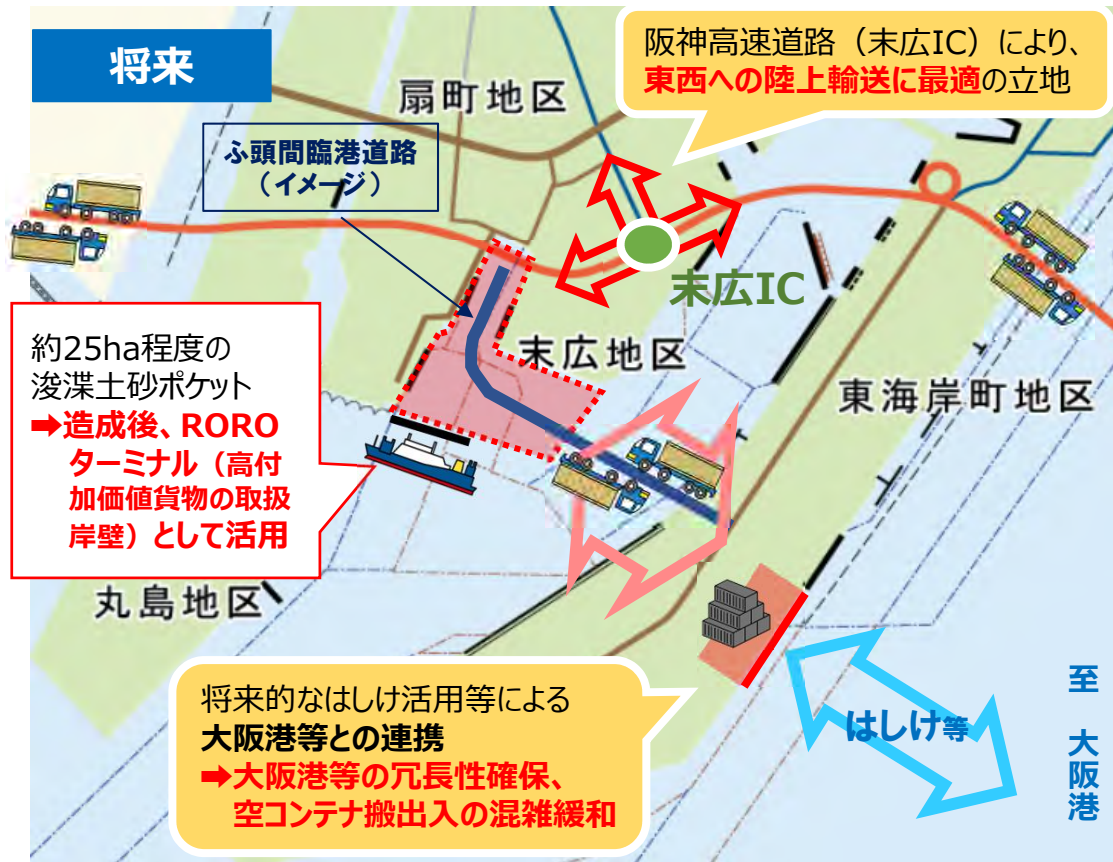 将来
阪神高速道路（末広IC）により、
東西への陸上輸送に最適の立地
扇町地区
ふ頭間臨港道路
（イメージ）
末広IC
約25ha程度の
浚渫土砂ポケット
➡造成後、RORO
ターミナル（高付
加価値貨物の取扱
岸壁）として活用
末広地区
東海岸町地区
丸島地区
将来的なはしけ活用等による
大阪港等との連携
➡大阪港等の冗長性確保、
空コンテナ搬出入の混雑緩和
はしけ等
至 大阪港